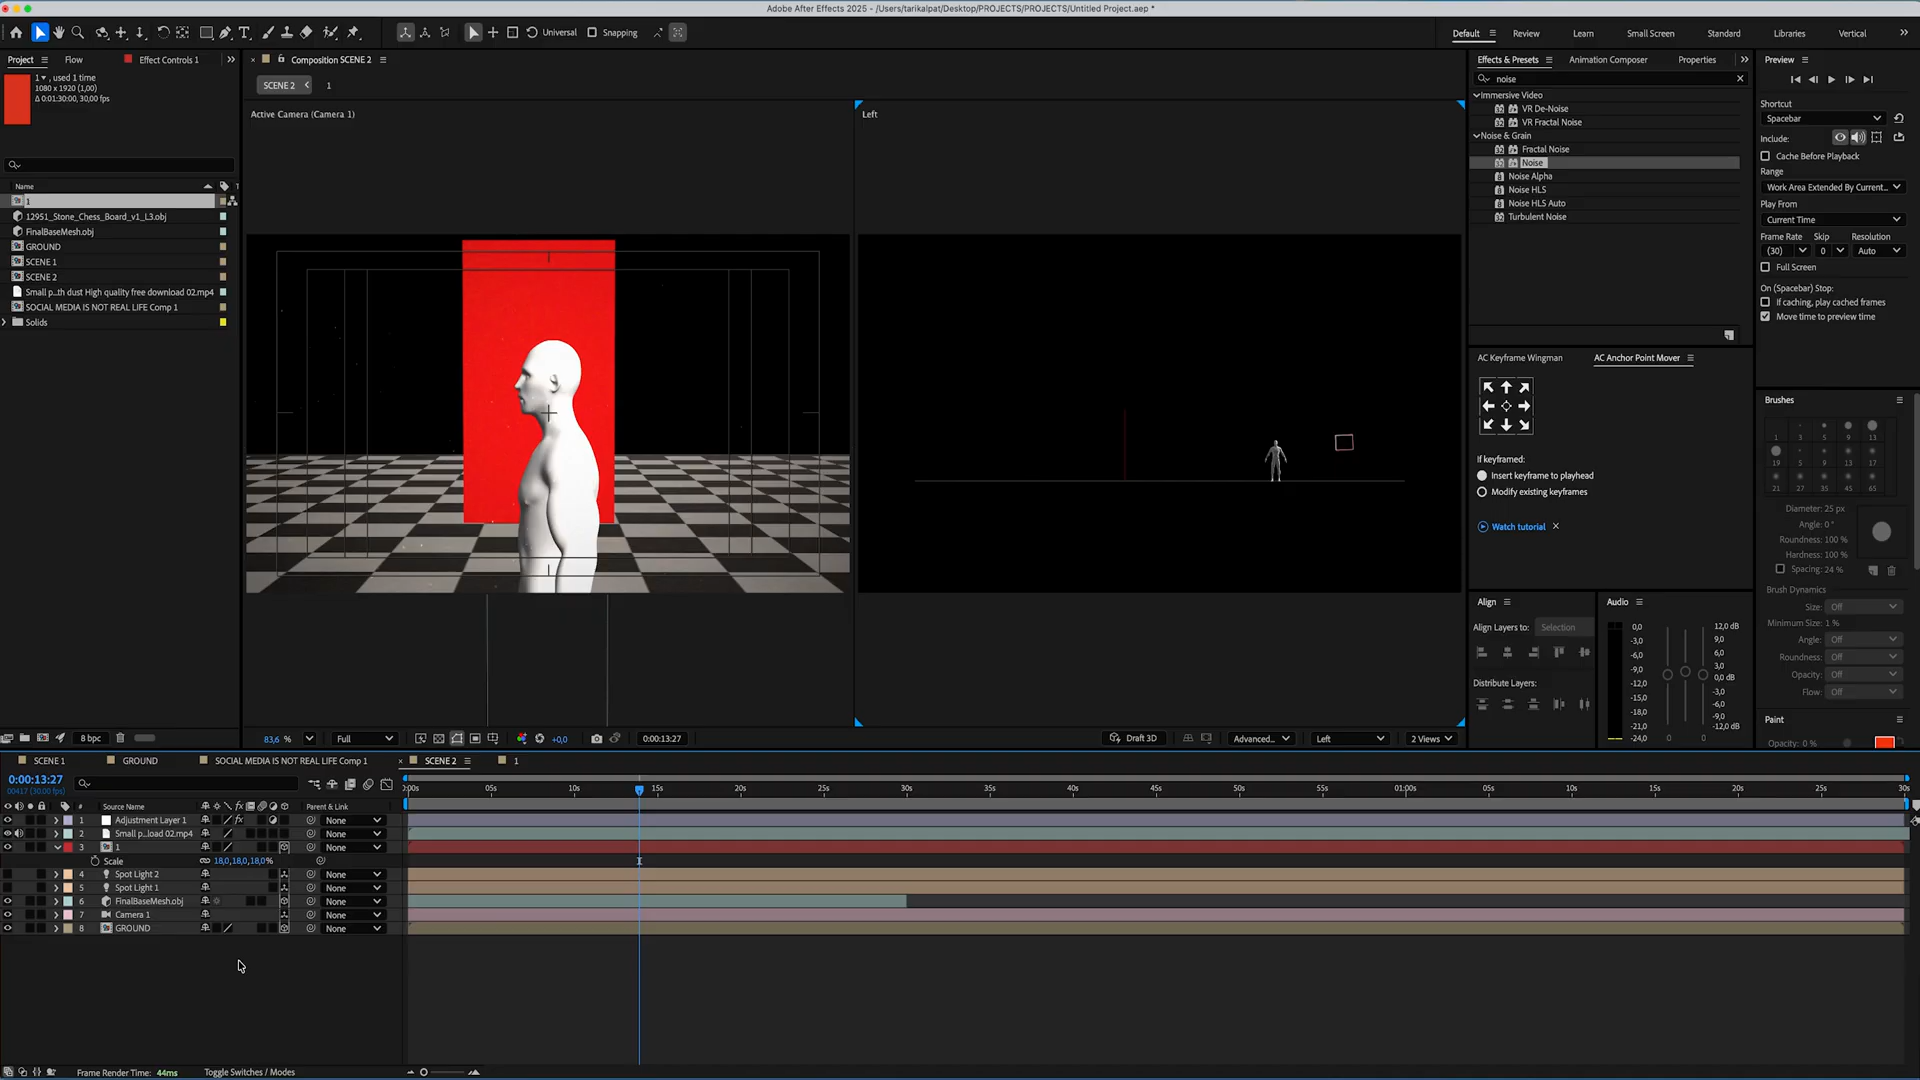 Adobe After Effects 2025 - /Users/tarikalpat/Desktop/PROJECTS/PROJECTS/Untitled Project.aep *
Universal
Snapping
Default
Review
Learn
Small Screen
Standard
Libraries
Vertical
Project
Flow
Effect Controls 1
1 ▾, used 1 time
1080 x 1920 (1,00)
Δ 0:01:30:00, 30,00 fps
Name
1
12951_Stone_Chess_Board_v1_L3.obj
FinalBaseMesh.obj
GROUND
SCENE 1
SCENE 2
Small p...th dust High quality free download 02.mp4
SOCIAL MEDIA IS NOT REAL LIFE Comp 1
Solids
8 bpc
Composition SCENE 2
SCENE 2
1
Active Camera (Camera 1)
Left
83,6 %
Full
+0,0
0:00:13:27
Draft 3D
Advanced...
Left
2 Views
Effects & Presets
Animation Composer
Properties
noise
Immersive Video
VR De-Noise
VR Fractal Noise
Noise & Grain
Fractal Noise
Noise
Noise Alpha
Noise HLS
Noise HLS Auto
Turbulent Noise
AC Keyframe Wingman
AC Anchor Point Mover
If keyframed:
Insert keyframe to playhead
Modify existing keyframes
Watch tutorial
Align
Align Layers to:
Selection
Distribute Layers:
Audio
0,0
-3,0
-6,0
-9,0
-12,0
-15,0
-18,0
-21,0
-24,0
12,0 dB
9,0
6,0
3,0
0,0 dB
-3,0
-6,0
-9,0
-12,0 dB
Preview
Shortcut
Spacebar
Include:
Cache Before Playback
Range
Work Area Extended By Current...
Play From
Current Time
Frame Rate
Skip
Resolution
(30)
0
Auto
Full Screen
On (Spacebar) Stop:
If caching, play cached frames
Move time to preview time
Brushes
1
3
5
9
13
19
5
9
13
17
21
27
35
45
65
Diameter: 25 px
Angle: 0 °
Roundness: 100 %
Hardness: 100 %
Spacing: 24 %
Brush Dynamics
Size: Off
Minimum Size: 1 %
Angle: Off
Roundness: Off
Opacity: Off
Flow: Off
Paint
Opacity: 0 %
SCENE 1
GROUND
SOCIAL MEDIA IS NOT REAL LIFE Comp 1
SCENE 2
1
0:00:13:27
00417 (30.00 fps)
# Source Name
Parent & Link
1 Adjustment Layer 1 None
2 Small p...load 02.mp4 None
3 1 None
Scale 18,0,18,0,18,0%
4 Spot Light 2 None
5 Spot Light 1 None
6 FinalBaseMesh.obj None
7 Camera 1 None
8 GROUND None
:00s
05s
10s
15s
20s
25s
30s
35s
40s
45s
50s
55s
01:00s
05s
10s
15s
20s
25s
30s
Frame Render Time: 44ms
Toggle Switches / Modes